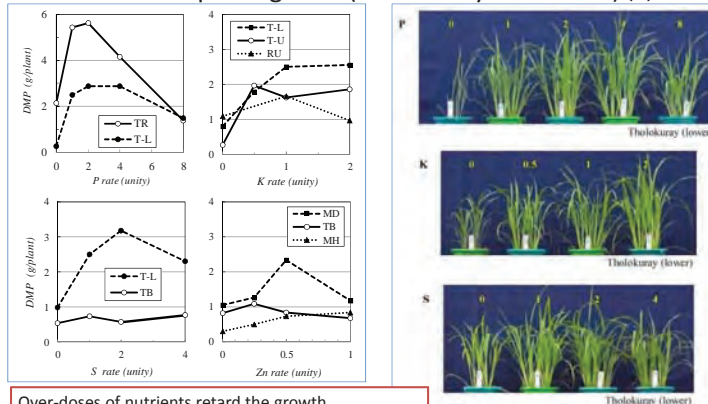 6
4
2
0
DMP (g/plant)
TR
T-L
0 2 4 6 8
P rate (unity)
4
3
2
1
0
T-L
T-U
RU
0 1 2
K rate (unity)
4
3
2
1
0
DMP (g/plant)
T-L
TB
0 2 4
S rate (unity)
4
3
2
1
0
MD
TB
MH
0 0.5 1
Zn rate (unity)
P 0 1 2 8
Tholokuray (lower
K 0 0.5 1 2
Tholokuray (lower)
S 0 1 2 4
Tholokuray (lower)
Over-doses of nutrients retard the growth